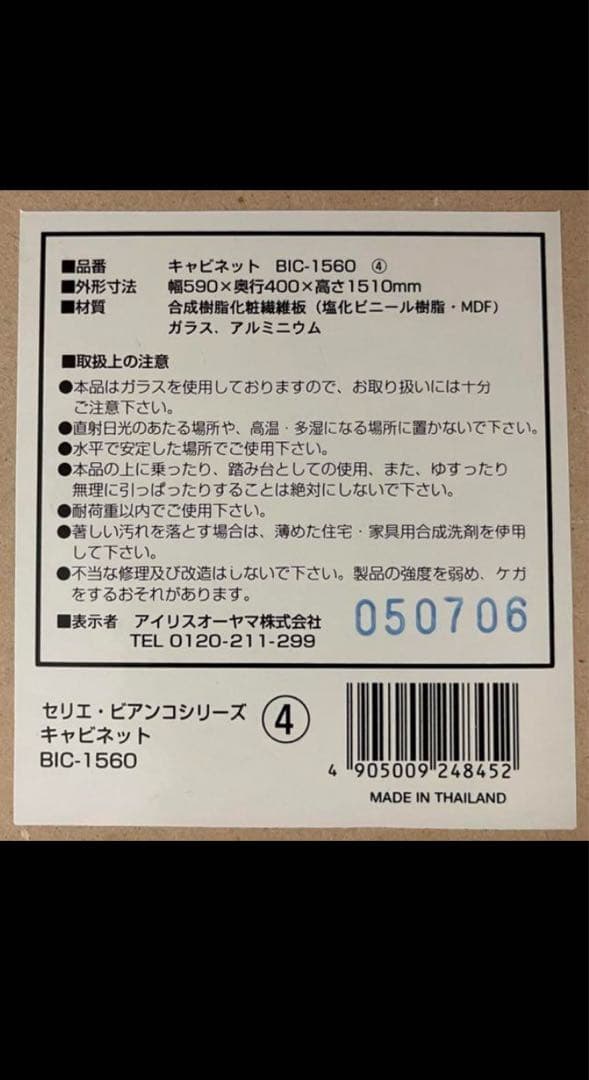 ■品番 キャビネット BIC-1560 ④
■外形寸法 幅590×奥行400×高さ1510mm
■材質 合成樹脂化粧繊維板（塩化ビニール樹脂・MDF）
ガラス、アルミニウム
■取扱上の注意
●本品はガラスを使用しておりますので、お取り扱いには十分
ご注意下さい。
●直射日光のあたる場所や、高温・多湿になる場所に置かないで下さい。
●水平で安定した場所でご使用下さい。
●本品の上に乗ったり、踏み台としての使用、また、ゆすったり
無理に引っぱったりすることは絶対にしないで下さい。
●耐荷重以内でご使用下さい。
●著しい汚れを落とす場合は、薄めた住宅・家具用合成洗剤を使用
して下さい。
●不当な修理及び改造はしないで下さい。製品の強度を弱め、ケガ
をするおそれがあります。
■表示者 アイリスオーヤマ株式会社
TEL 0120-211-299
050706
セリエ・ビアンコシリーズ ④
キャビネット
BIC-1560
4 905009 248452
MADE IN THAILAND